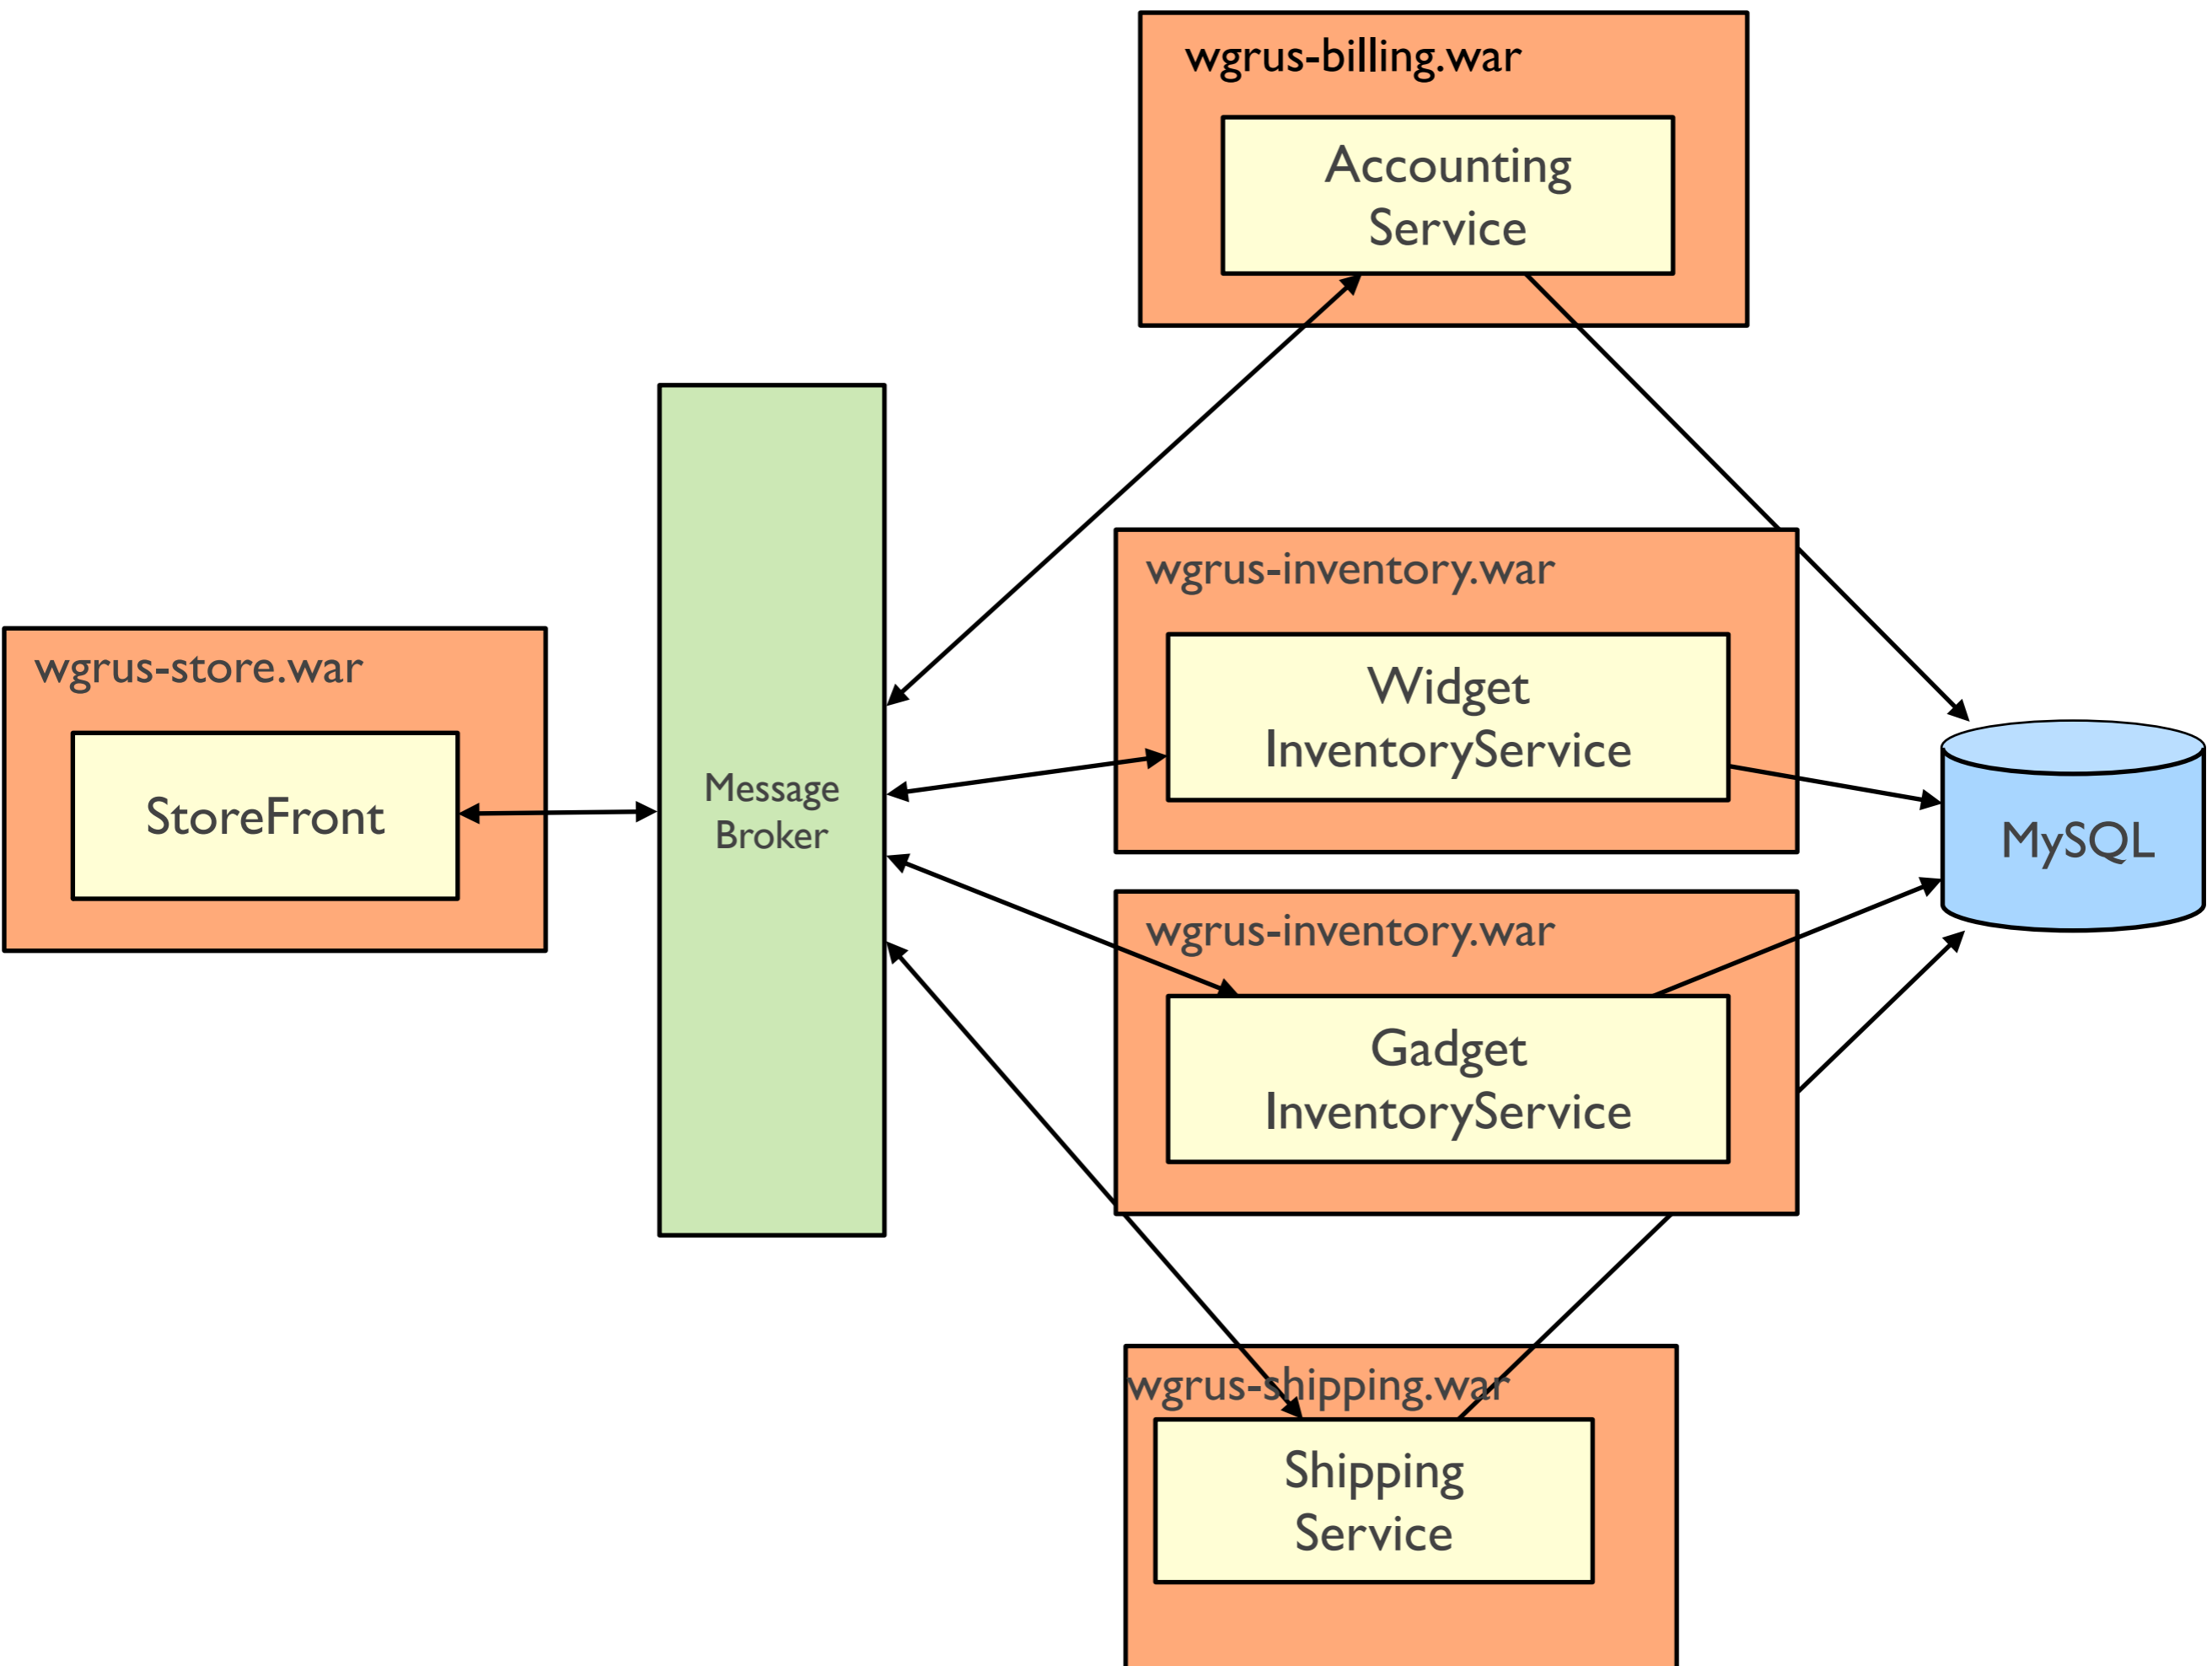 wgrus-billing.war
Accounting
Service
wgrus-inventory.war
Widget
InventoryService
wgrus-store.war
StoreFront
Message
Broker
MySQL
wgrus-inventory.war
Gadget
InventoryService
wgrus-shipping.war
Shipping
Service